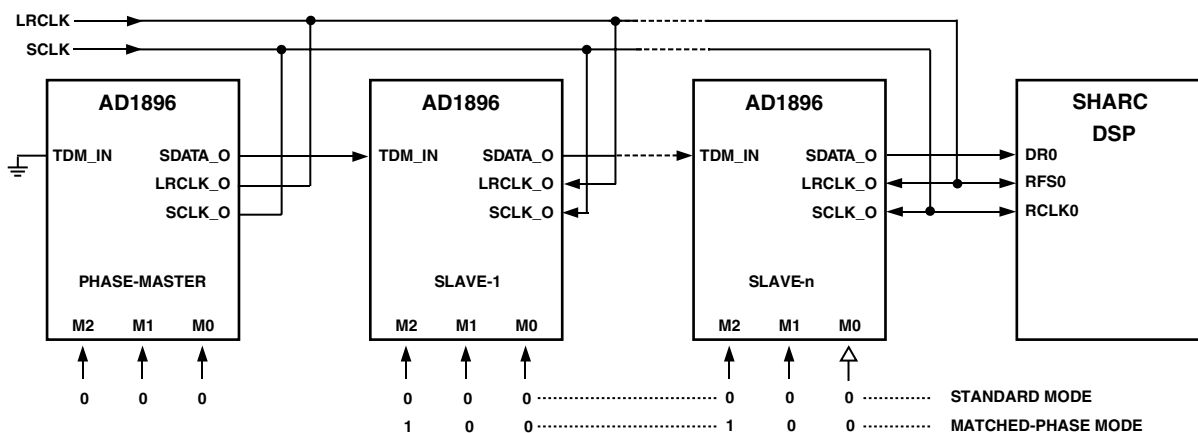 LRCLK
SCLK
AD1896 AD1896 AD1896 SHARC
DSP
TDM_IN SDATA_O TDM_IN SDATA_O TDM_IN SDATA_O DR0
LRCLK_O LRCLK_O LRCLK_O RFS0
SCLK_O SCLK_O SCLK_O RCLK0
PHASE-MASTER SLAVE-1 SLAVE-n
M2 M1 M0 M2 M1 M0 M2 M1 M0
0 0 0 0 0 0 0 0 0 STANDARD MODE
1 0 0 1 0 0 MATCHED-PHASE MODE